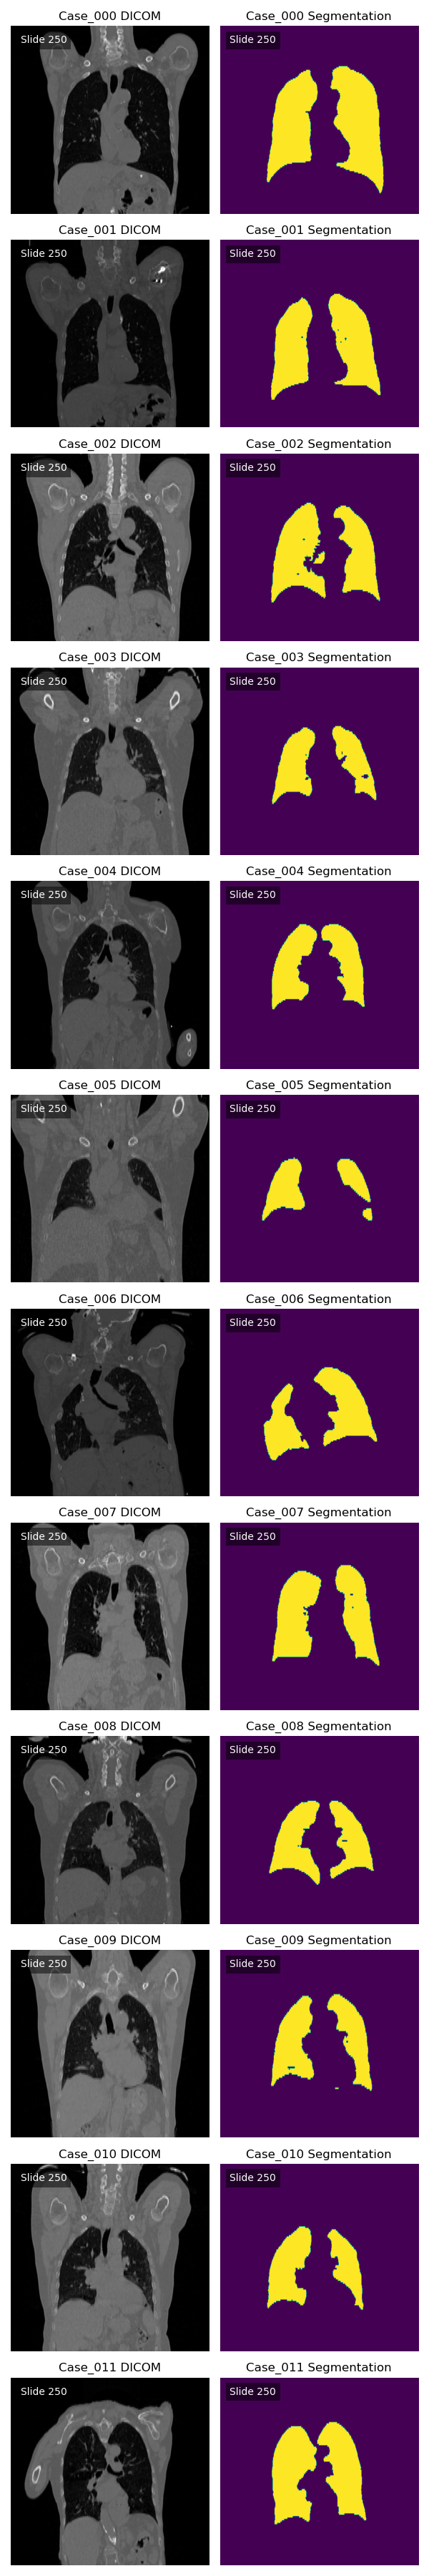 Case_000 DICOM
Case_000 Segmentation
Slide 250
Slide 250
Case_001 DICOM
Case_001 Segmentation
Slide 250
Slide 250
Case_002 DICOM
Case_002 Segmentation
Slide 250
Slide 250
Case_003 DICOM
Case_003 Segmentation
Slide 250
Slide 250
Case_004 DICOM
Case_004 Segmentation
Slide 250
Slide 250
Case_005 DICOM
Case_005 Segmentation
Slide 250
Slide 250
Case_006 DICOM
Case_006 Segmentation
Slide 250
Slide 250
Case_007 DICOM
Case_007 Segmentation
Slide 250
Slide 250
Case_008 DICOM
Case_008 Segmentation
Slide 250
Slide 250
Case_009 DICOM
Case_009 Segmentation
Slide 250
Slide 250
Case_010 DICOM
Case_010 Segmentation
Slide 250
Slide 250
Case_011 DICOM
Case_011 Segmentation
Slide 250
Slide 250